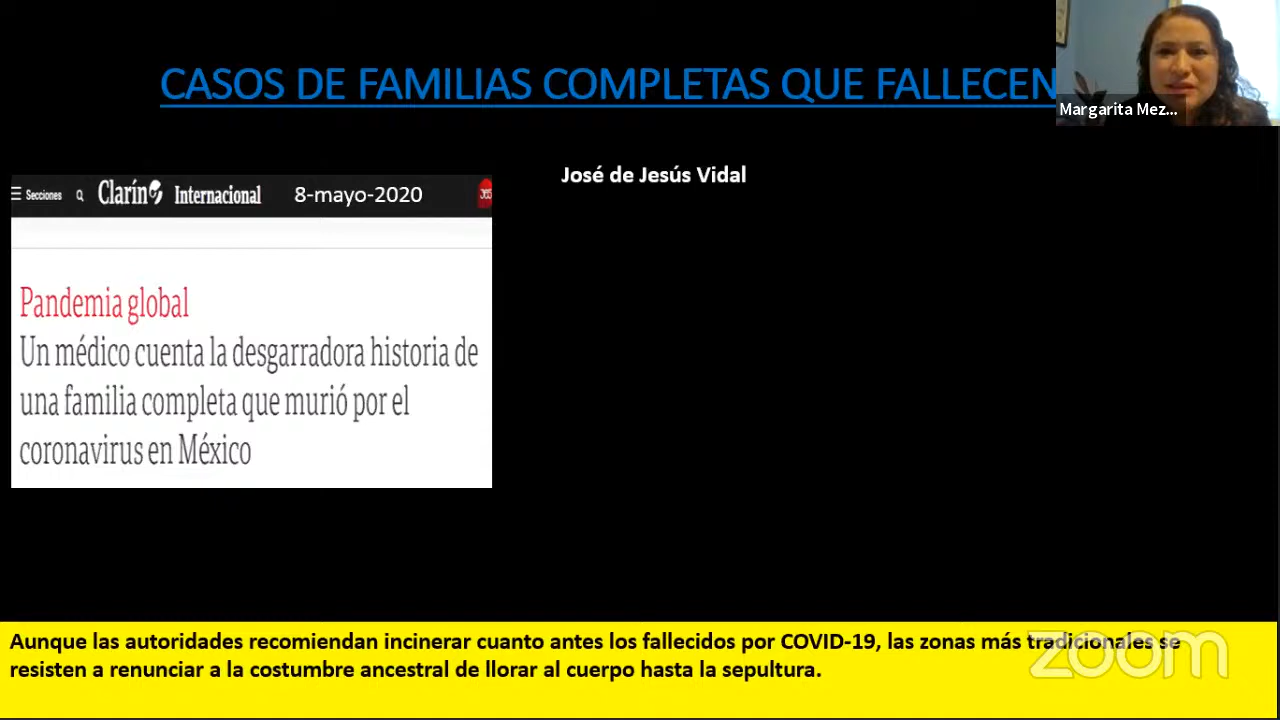 CASOS DE FAMILIAS COMPLETAS QUE FALLECEN
Margarita Mez...
José de Jesús Vidal
Secciones Clarín Internacional 8-mayo-2020 365
Pandemia global
Un médico cuenta la desgarradora historia de
una familia completa que murió por el
coronavirus en México
Aunque las autoridades recomiendan incinerar cuanto antes los fallecidos por COVID-19, las zonas más tradicionales se
resisten a renunciar a la costumbre ancestral de llorar al cuerpo hasta la sepultura.
zoom